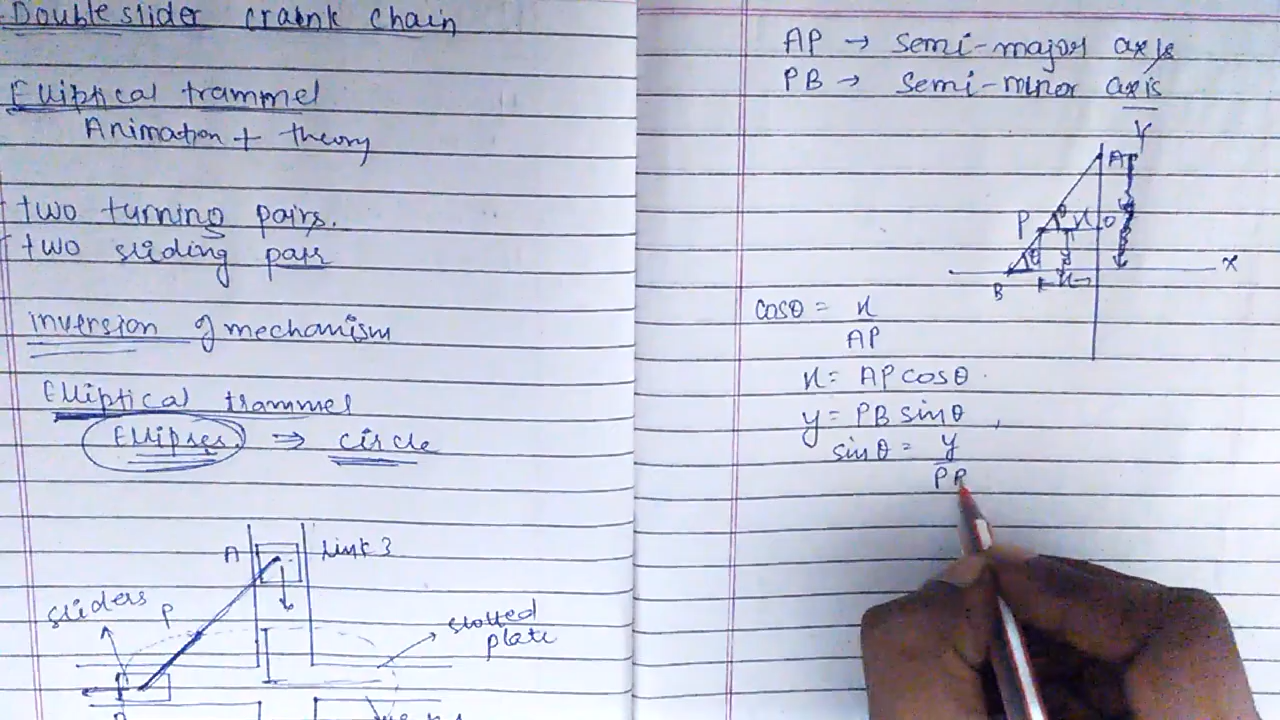 Double slider crank chain
Elliptical trammel
Animation + theory
two turning pairs.
two sliding pair
inversion of mechanism
Elliptical trammel
Ellipses ⇒ circle
A Link 3
sliders P
slotted
plate
AP → semi-major axis
PB → semi-minor axis
Y
A
P θ x
θ y
x
B x
cosθ = x
AP
x = AP cosθ.
y = PB sinθ,
sinθ = y
PB